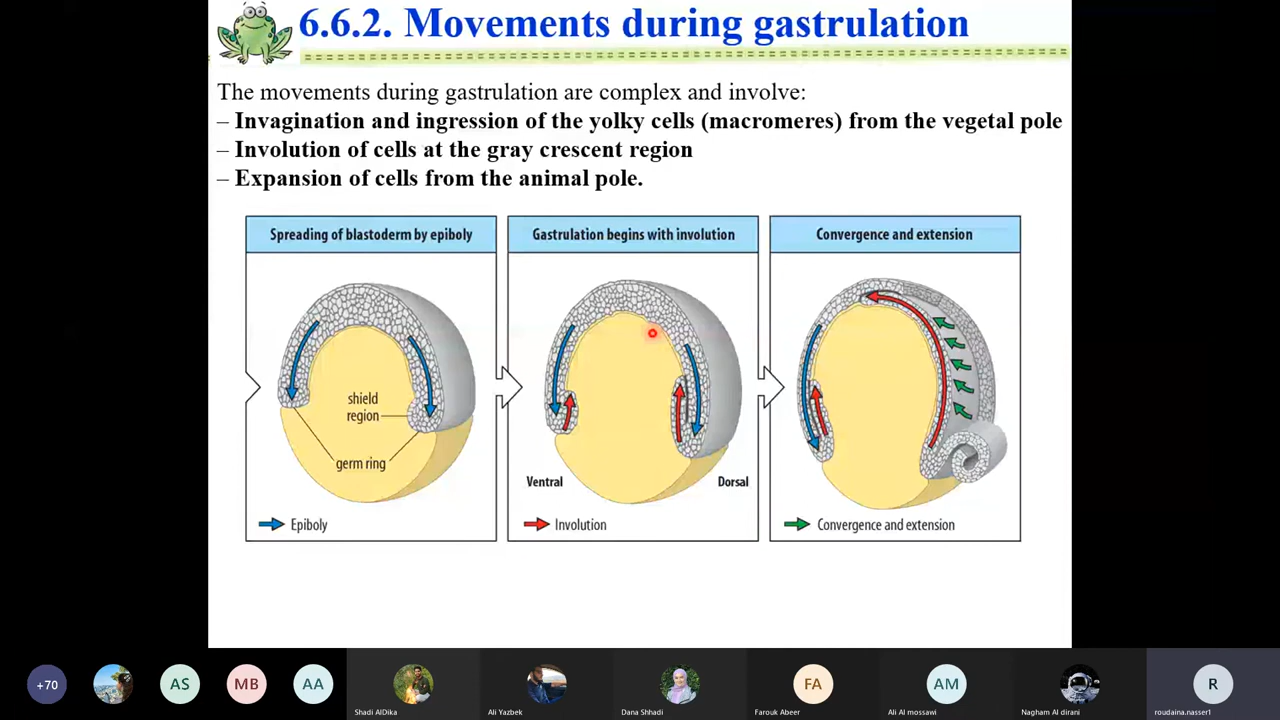 6.6.2. Movements during gastrulation
The movements during gastrulation are complex and involve:
– Invagination and ingression of the yolky cells (macromeres) from the vegetal pole
– Involution of cells at the gray crescent region
– Expansion of cells from the animal pole.
Spreading of blastoderm by epiboly
shield
region
germ ring
Epiboly
Gastrulation begins with involution
Ventral
Dorsal
Involution
Convergence and extension
Convergence and extension
+70
AS
MB
AA
Shadi AlDika
Ali Yazbek
Dana Shhadi
FA
Farouk Abeer
AM
Ali Al mossawi
Nagham Al dirani
R
roudaina.nasser1